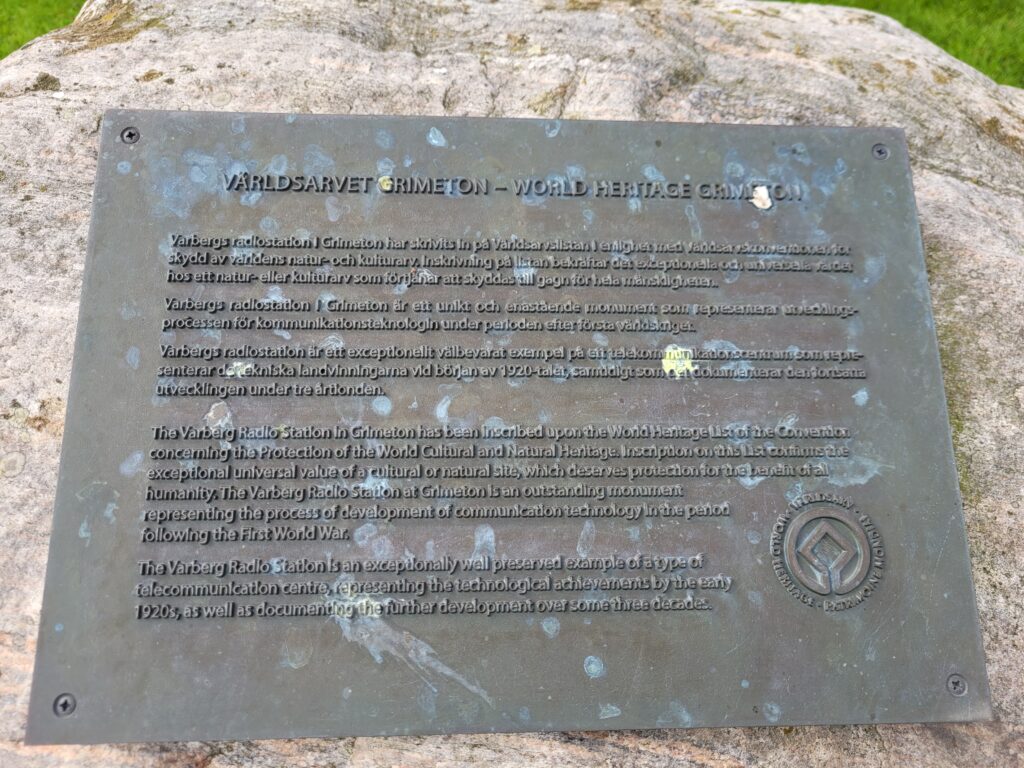 VÄRLDSARVET GRIMETON – WORLD HERITAGE GRIMETON
Varbergs radiostation i Grimeton har skrivits in på Världsarvslistan i enlighet med Världsarvskonventionen för
skydd av världens natur- och kulturarv. Inskrivning på listan bekräftar det exceptionella och universella värdet
hos ett natur- eller kulturarv som förtjänar att skyddas till gagn för hela mänskligheten.
Varbergs radiostation i Grimeton är ett unikt och enastående monument som representerar utvecklings-
processen för kommunikationsteknologin under perioden efter första världskriget.
Varbergs radiostation är ett exceptionellt välbevarat exempel på ett telekommunikationscentrum som repre-
senterar de tekniska landvinningarna vid början av 1920-talet, samtidigt som det dokumenterar den fortsatta
utvecklingen under tre årtionden.
The Varberg Radio Station in Grimeton has been inscribed upon the World Heritage List of the Convention
concerning the Protection of the World Cultural and Natural Heritage. Inscription on this List confirms the
exceptional universal value of a cultural or natural site, which deserves protection for the benefit of all
humanity. The Varberg Radio Station at Grimeton is an outstanding monument
representing the process of development of communication technology in the period
following the First World War.
The Varberg Radio Station is an exceptionally well preserved example of a type of
telecommunication centre, representing the technological achievements by the early
1920s, as well as documenting the further development over some three decades.
WORLD HERITAGE · VÄRLDSARV · PATRIMOINE MONDIAL